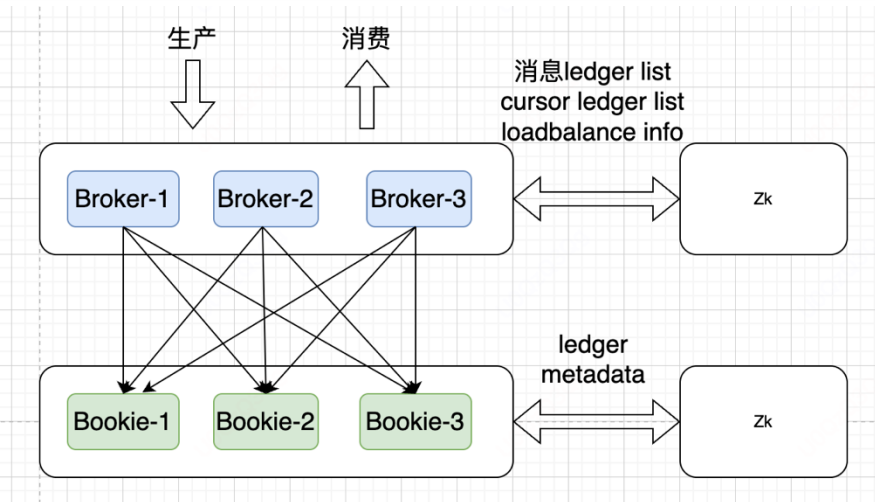 生产
消费
消息ledger list
cursor ledger list
loadbalance info
Broker-1
Broker-2
Broker-3
Zk
ledger
metadata
Bookie-1
Bookie-2
Bookie-3
Zk